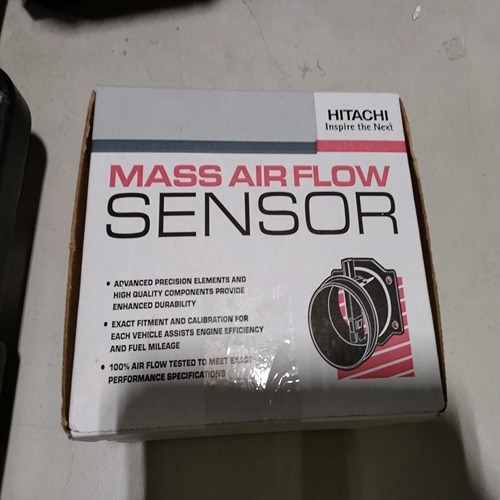 HITACHI
Inspire the Next
MASS AIR FLOW
SENSOR
• ADVANCED PRECISION ELEMENTS AND
HIGH QUALITY COMPONENTS PROVIDE
ENHANCED DURABILITY
• EXACT FITMENT AND CALIBRATION FOR
EACH VEHICLE ASSISTS ENGINE EFFICIENCY
AND FUEL MILEAGE
• 100% AIR FLOW TESTED TO MEET EXACT
PERFORMANCE SPECIFICATIONS